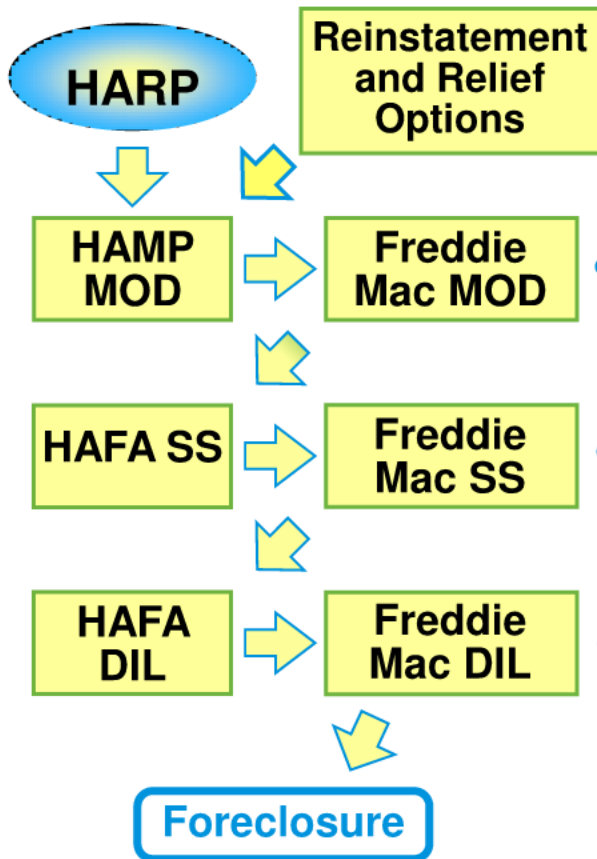 HARP
Reinstatement
and Relief
Options
HAMP
MOD
Freddie
Mac MOD
HAFA SS
Freddie
Mac SS
HAFA
DIL
Freddie
Mac DIL
Foreclosure